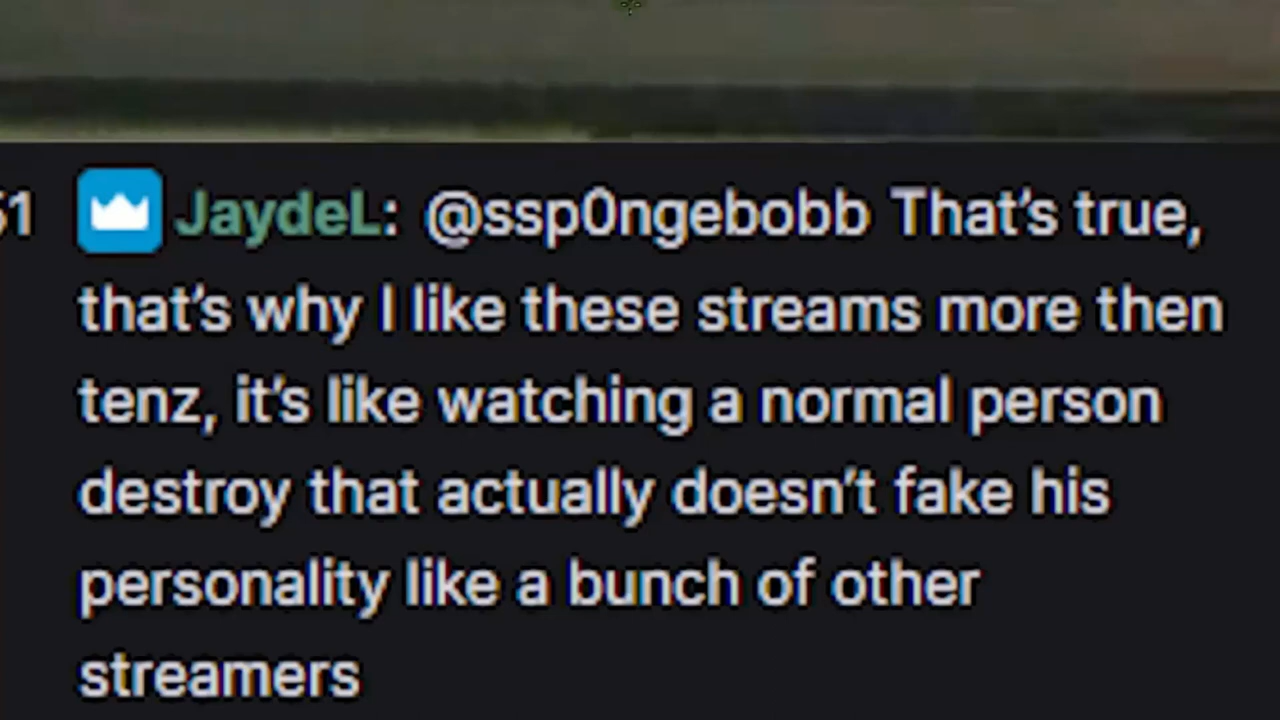 51 JaydeL: @ssp0ngebobb That's true,
that's why I like these streams more then
tenz, it's like watching a normal person
destroy that actually doesn't fake his
personality like a bunch of other
streamers